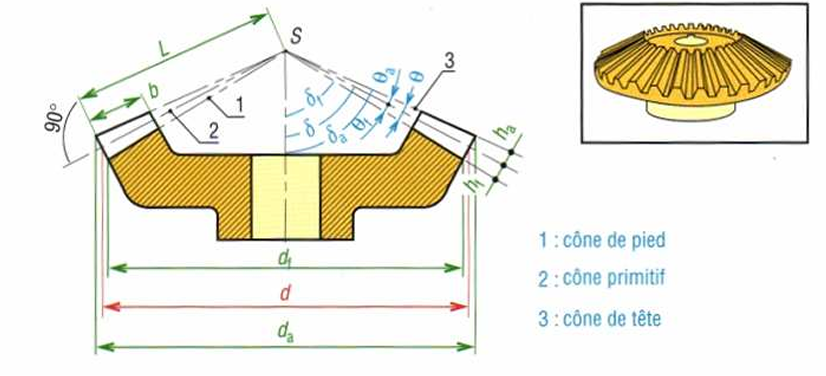 S
L
b
90°
1
2
3
δf
δ
δa
θf
θa
θ
ha
hf
df
d
da
1 : cône de pied
2 : cône primitif
3 : cône de tête